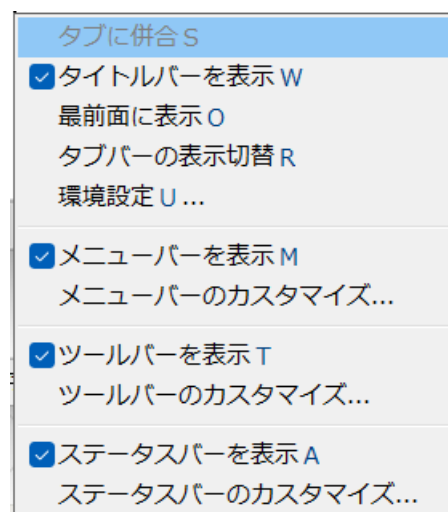 タブに併合 S
タイトルバーを表示 W
最前面に表示 O
タブバーの表示切替 R
環境設定 U ...
メニューバーを表示 M
メニューバーのカスタマイズ...
ツールバーを表示 T
ツールバーのカスタマイズ...
ステータスバーを表示 A
ステータスバーのカスタマイズ...